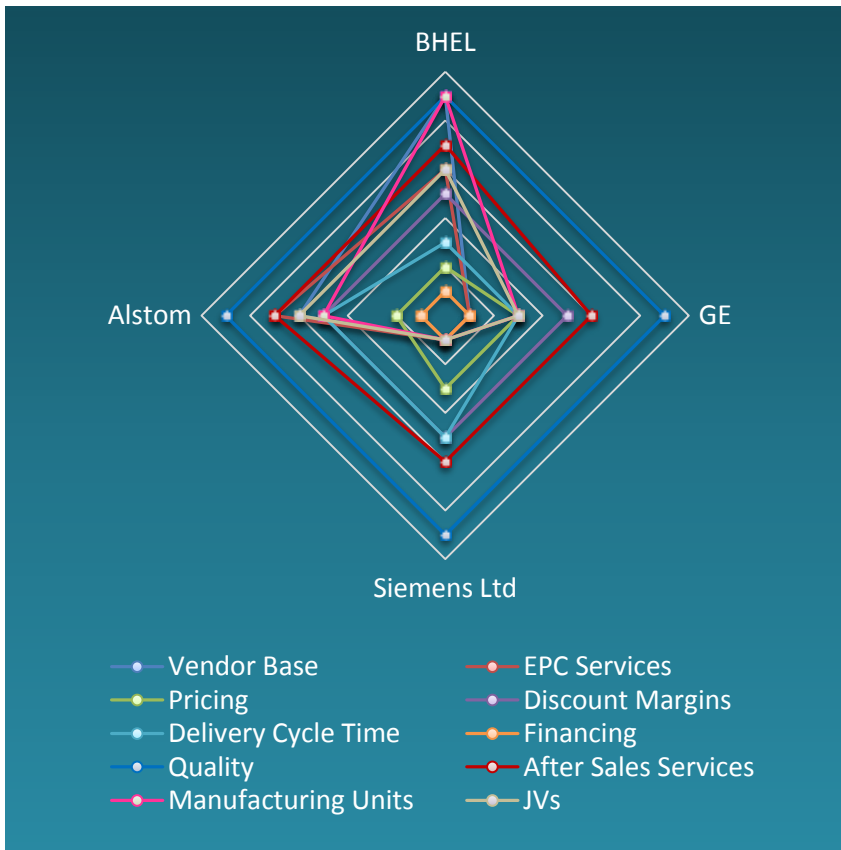 BHEL
Alstom
GE
Siemens Ltd
Vendor Base
EPC Services
Pricing
Discount Margins
Delivery Cycle Time
Financing
Quality
After Sales Services
Manufacturing Units
JVs